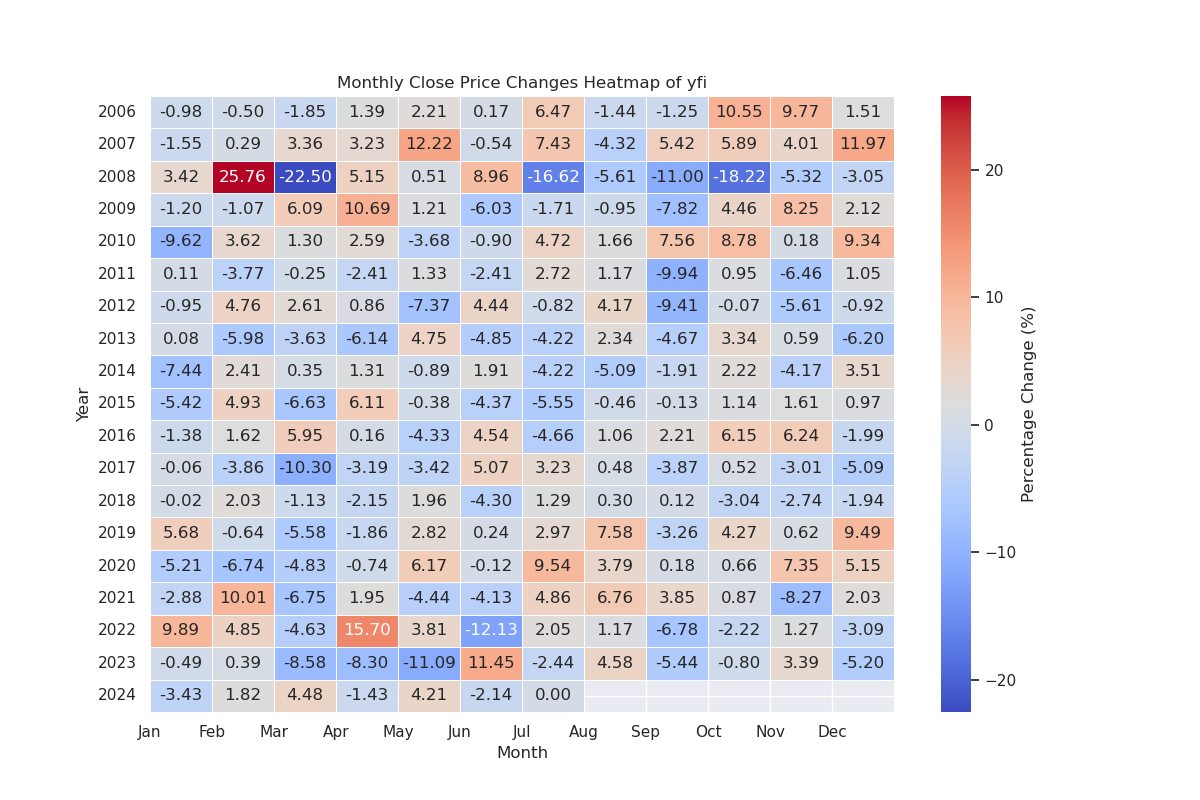 Monthly Close Price Changes Heatmap of yfi
2006 -0.98 -0.50 -1.85 1.39 2.21 0.17 6.47 -1.44 -1.25 10.55 9.77 1.51
2007 -1.55 0.29 3.36 3.23 12.22 -0.54 7.43 -4.32 5.42 5.89 4.01 11.97
2008 3.42 25.76 -22.50 5.15 0.51 8.96 -16.62 -5.61 -11.00 -18.22 -5.32 -3.05
2009 -1.20 -1.07 6.09 10.69 1.21 -6.03 -1.71 -0.95 -7.82 4.46 8.25 2.12
2010 -9.62 3.62 1.30 2.59 -3.68 -0.90 4.72 1.66 7.56 8.78 0.18 9.34
2011 0.11 -3.77 -0.25 -2.41 1.33 -2.41 2.72 1.17 -9.94 0.95 -6.46 1.05
2012 -0.95 4.76 2.61 0.86 -7.37 4.44 -0.82 4.17 -9.41 -0.07 -5.61 -0.92
2013 0.08 -5.98 -3.63 -6.14 4.75 -4.85 -4.22 2.34 -4.67 3.34 0.59 -6.20
2014 -7.44 2.41 0.35 1.31 -0.89 1.91 -4.22 -5.09 -1.91 2.22 -4.17 3.51
2015 -5.42 4.93 -6.63 6.11 -0.38 -4.37 -5.55 -0.46 -0.13 1.14 1.61 0.97
2016 -1.38 1.62 5.95 0.16 -4.33 4.54 -4.66 1.06 2.21 6.15 6.24 -1.99
2017 -0.06 -3.86 -10.30 -3.19 -3.42 5.07 3.23 0.48 -3.87 0.52 -3.01 -5.09
2018 -0.02 2.03 -1.13 -2.15 1.96 -4.30 1.29 0.30 0.12 -3.04 -2.74 -1.94
2019 5.68 -0.64 -5.58 -1.86 2.82 0.24 2.97 7.58 -3.26 4.27 0.62 9.49
2020 -5.21 -6.74 -4.83 -0.74 6.17 -0.12 9.54 3.79 0.18 0.66 7.35 5.15
2021 -2.88 10.01 -6.75 1.95 -4.44 -4.13 4.86 6.76 3.85 0.87 -8.27 2.03
2022 9.89 4.85 -4.63 15.70 3.81 -12.13 2.05 1.17 -6.78 -2.22 1.27 -3.09
2023 -0.49 0.39 -8.58 -8.30 -11.09 11.45 -2.44 4.58 -5.44 -0.80 3.39 -5.20
2024 -3.43 1.82 4.48 -1.43 4.21 -2.14 0.00
Jan Feb Mar Apr May Jun Jul Aug Sep Oct Nov Dec
Month
Year
20
10
0
−10
−20
Percentage Change (%)